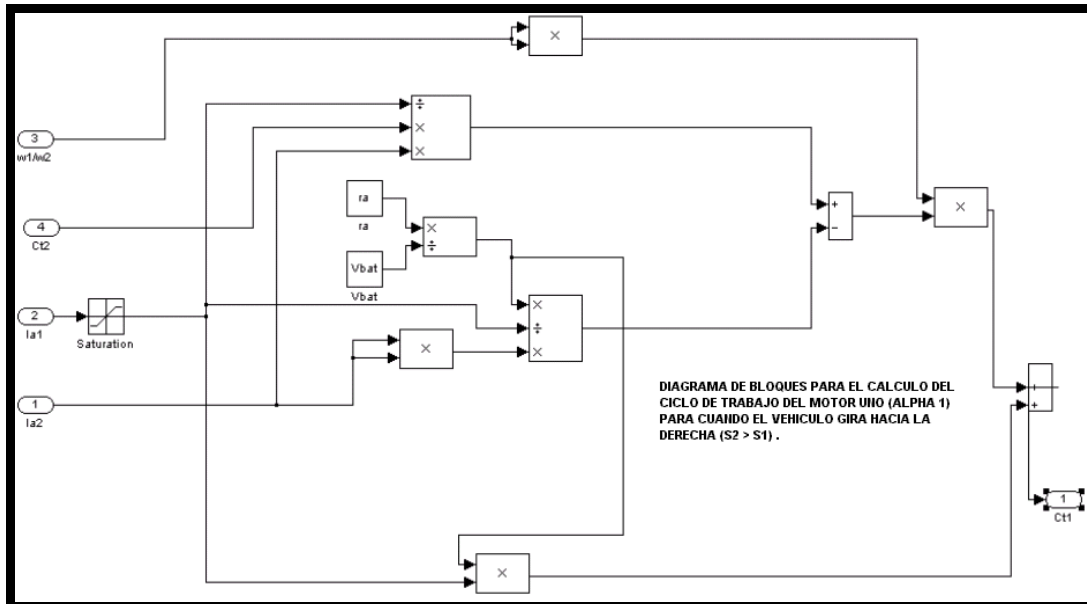 ×
÷
×
×
3
w1/w2
ra
ra
×
÷
4
Ct2
Vbat
Vbat
+
−
×
2
Ia1
Saturation
×
÷
×
×
1
Ia2
DIAGRAMA DE BLOQUES PARA EL CALCULO DEL
CICLO DE TRABAJO DEL MOTOR UNO (ALPHA 1)
PARA CUANDO EL VEHICULO GIRA HACIA LA
DERECHA (S2 > S1) .
+
+
1
Ct1
×